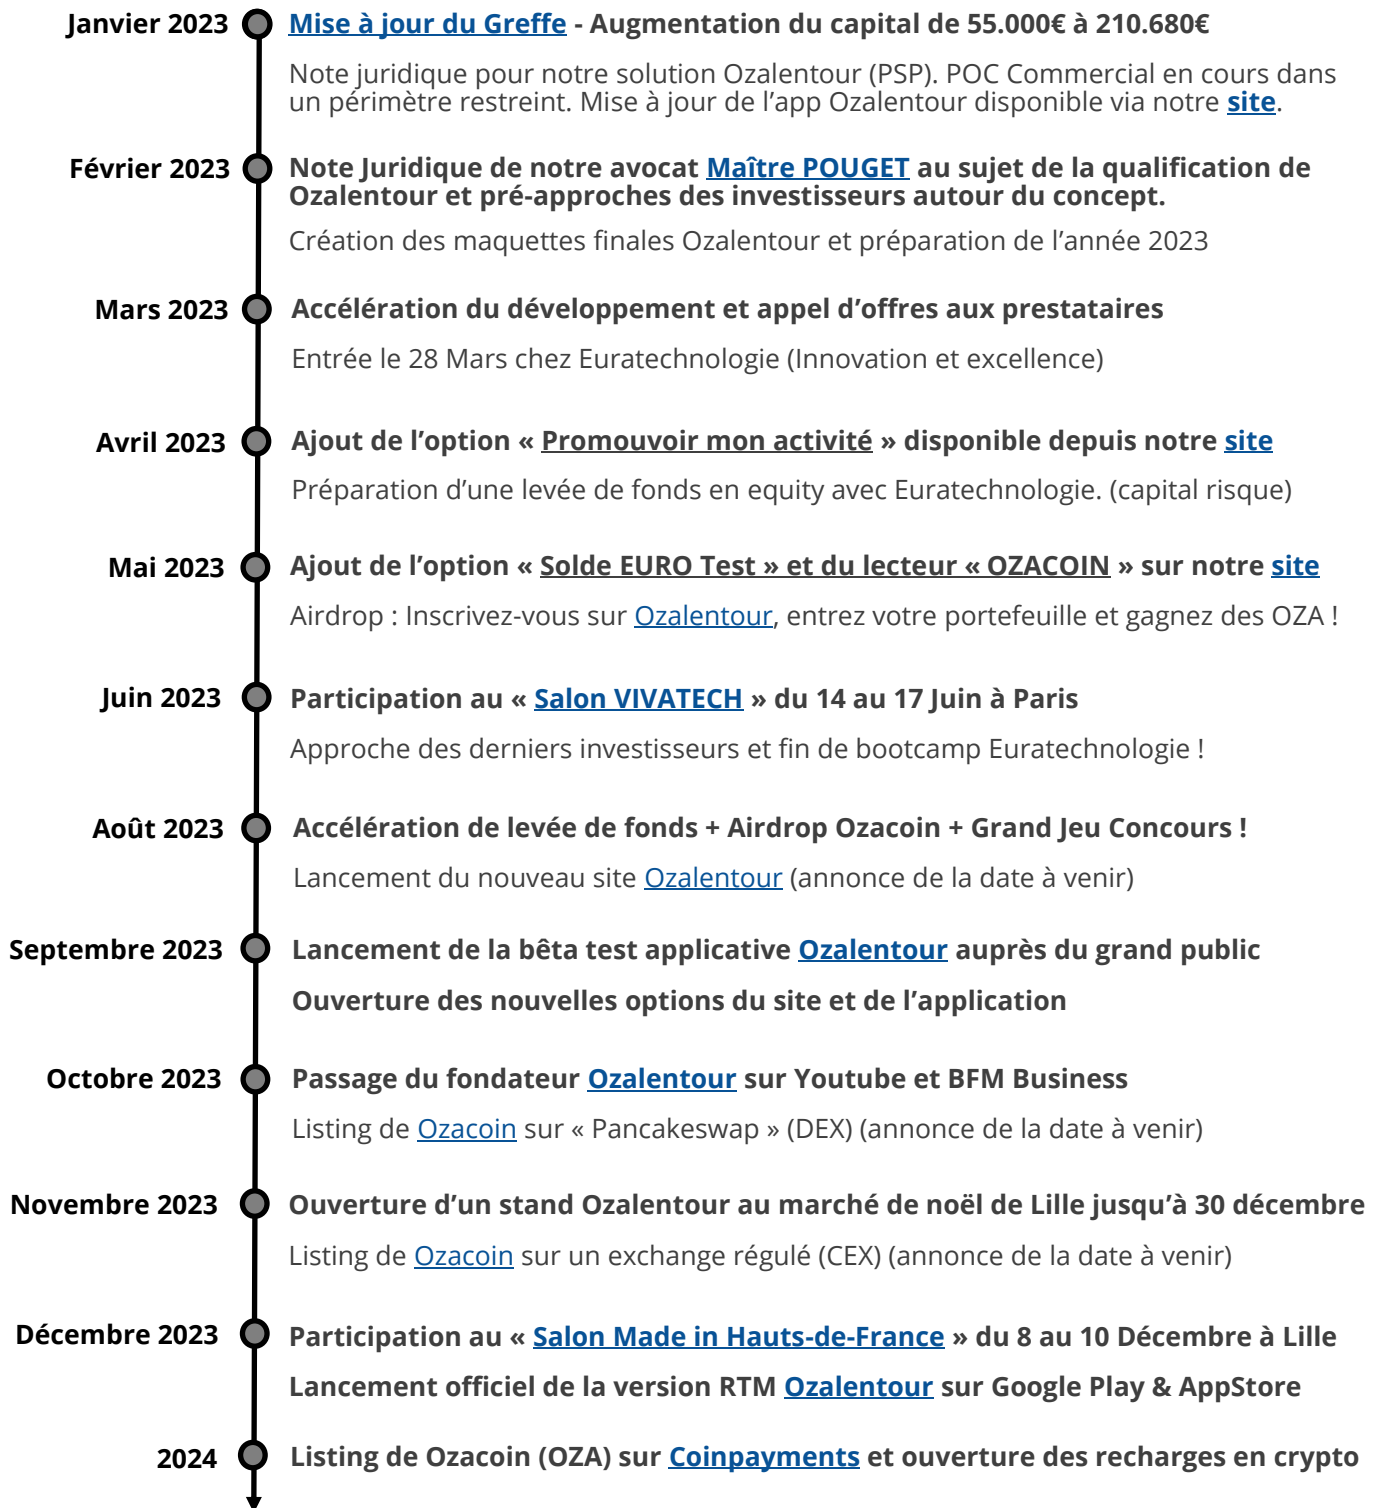 Janvier 2023
Mise à jour du Greffe - Augmentation du capital de 55.000€ à 210.680€
Note juridique pour notre solution Ozalentour (PSP). POC Commercial en cours dans
un périmètre restreint. Mise à jour de l’app Ozalentour disponible via notre site.
Février 2023
Note Juridique de notre avocat Maître POUGET au sujet de la qualification de
Ozalentour et pré-approches des investisseurs autour du concept.
Création des maquettes finales Ozalentour et préparation de l’année 2023
Mars 2023
Accélération du développement et appel d’offres aux prestataires
Entrée le 28 Mars chez Euratechnologie (Innovation et excellence)
Avril 2023
Ajout de l’option « Promouvoir mon activité » disponible depuis notre site
Préparation d’une levée de fonds en equity avec Euratechnologie. (capital risque)
Mai 2023
Ajout de l’option « Solde EURO Test » et du lecteur « OZACOIN » sur notre site
Airdrop : Inscrivez-vous sur Ozalentour, entrez votre portefeuille et gagnez des OZA !
Juin 2023
Participation au « Salon VIVATECH » du 14 au 17 Juin à Paris
Approche des derniers investisseurs et fin de bootcamp Euratechnologie !
Août 2023
Accélération de levée de fonds + Airdrop Ozacoin + Grand Jeu Concours !
Lancement du nouveau site Ozalentour (annonce de la date à venir)
Septembre 2023
Lancement de la bêta test applicative Ozalentour auprès du grand public
Ouverture des nouvelles options du site et de l’application
Octobre 2023
Passage du fondateur Ozalentour sur Youtube et BFM Business
Listing de Ozacoin sur « Pancakeswap » (DEX) (annonce de la date à venir)
Novembre 2023
Ouverture d’un stand Ozalentour au marché de noël de Lille jusqu’à 30 décembre
Listing de Ozacoin sur un exchange régulé (CEX) (annonce de la date à venir)
Décembre 2023
Participation au « Salon Made in Hauts-de-France » du 8 au 10 Décembre à Lille
Lancement officiel de la version RTM Ozalentour sur Google Play & AppStore
2024
Listing de Ozacoin (OZA) sur Coinpayments et ouverture des recharges en crypto